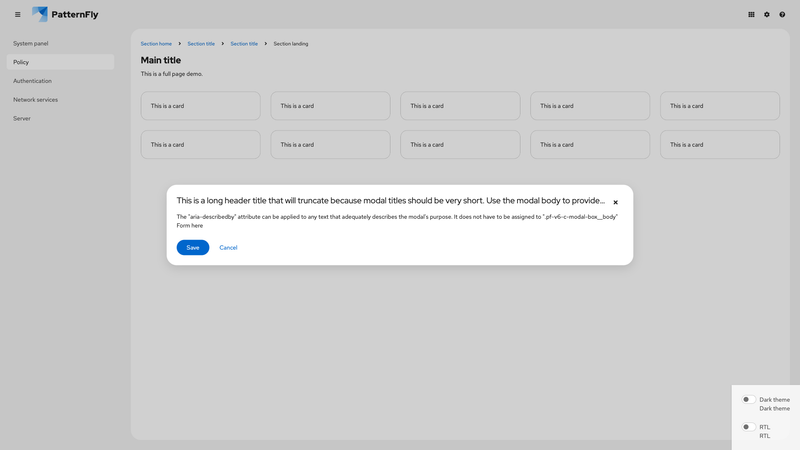 PatternFly
System panel
Policy
Authentication
Network services
Server
Section home
Section title
Section title
Section landing
Main title
This is a full page demo.
This is a card
This is a card
This is a card
This is a card
This is a card
This is a card
This is a card
This is a card
This is a card
This is a card
This is a long header title that will truncate because modal titles should be very short. Use the modal body to provide...
The "aria-describedby" attribute can be applied to any text that adequately describes the modal's purpose. It does not have to be assigned to ".pf-v6-c-modal-box__body"
Form here
Save
Cancel
Dark theme
Dark theme
RTL
RTL